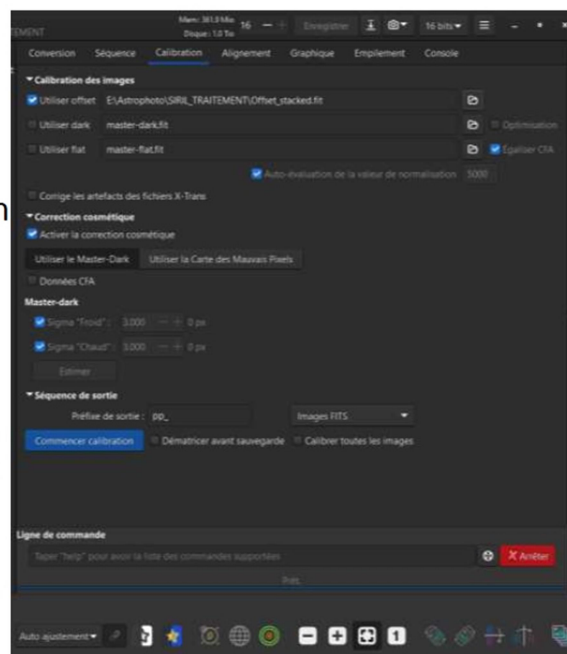 EMENT
Mem: 381,9 Mio
Disque: 1.0 Tio
16
Enregistrer
16 bits
Conversion Séquence Calibration Alignement Graphique Empilement Console
Calibration des images
Utiliser offset E:\Astrophoto\SIRIL_TRAITEMENT\Offset_stacked.fit
Utiliser dark master-dark.fit Optimisation
Utiliser flat master-flat.fit Égaliser CFA
Auto-évaluation de la valeur de normalisation 5000
Corrige les artefacts des fichiers X-Trans
n
Correction cosmétique
Activer la correction cosmétique
Utiliser le Master-Dark Utiliser la Carte des Mauvais Pixels
Données CFA
Master-dark
Sigma "Froid" : 3.000 — + 0 px
Sigma "Chaud" : 3.000 — + 0 px
Estimer
Séquence de sortie
Préfixe de sortie : pp_ Images FITS
Commencer calibration Dématricer avant sauvegarde Calibrer toutes les images
Ligne de commande
Taper "help" pour avoir la liste des commandes supportées Arrêter
Prêt.
Auto ajustement 1